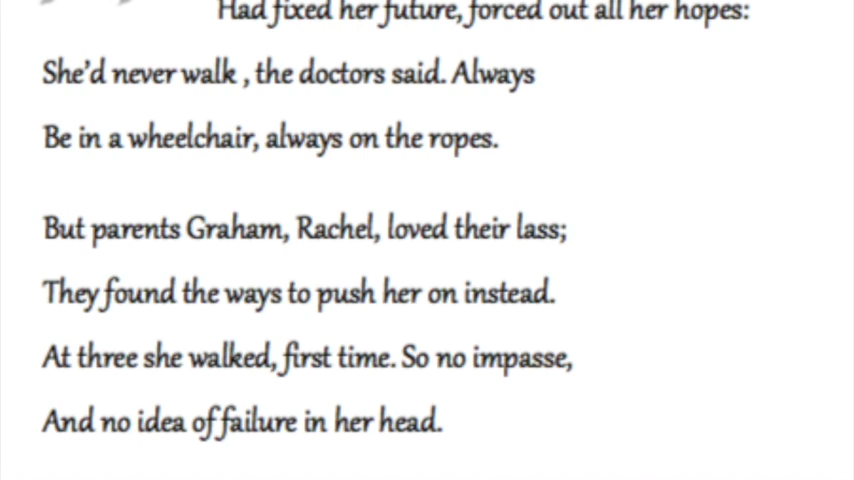 Had fixed her future, forced out all her hopes:
She'd never walk , the doctors said. Always
Be in a wheelchair, always on the ropes.
But parents Graham, Rachel, loved their lass;
They found the ways to push her on instead.
At three she walked, first time. So no impasse,
And no idea of failure in her head.